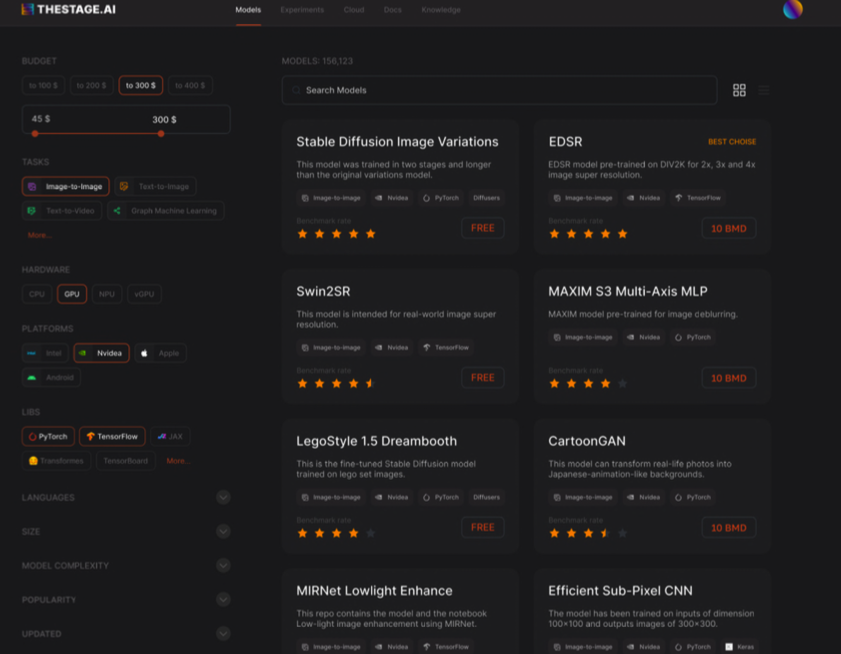 THESTAGE.AI
Models Experiments Cloud Docs Knowledge
BUDGET
to 100 $ to 200 $ to 300 $ to 400 $
45 $ 300 $
TASKS
Image-to-Image Text-to-Image
Text-to-Video Graph Machine Learning
More...
HARDWARE
CPU GPU NPU vGPU
PLATFORMS
Intel Nvidea Apple
Android
LIBS
PyTorch TensorFlow JAX
Transformes TensorBoard More...
LANGUAGES
SIZE
MODEL COMPLEXITY
POPULARITY
UPDATED
MODELS: 156,123
Search Models
Stable Diffusion Image Variations
This model was trained in two stages and longer
than the original variations model.
Image-to-image Nvidea PyTorch Diffusers
Benchmark rate
FREE
EDSR
BEST CHOISE
EDSR model pre-trained on DIV2K for 2x, 3x and 4x
image super resolution.
Image-to-image Nvidea TensorFlow
Benchmark rate
10 BMD
Swin2SR
This model is intended for real-world image super
resolution.
Image-to-image Nvidea TensorFlow
Benchmark rate
FREE
MAXIM S3 Multi-Axis MLP
MAXIM model pre-trained for image deblurring.
Image-to-image Nvidea PyTorch
Benchmark rate
10 BMD
LegoStyle 1.5 Dreambooth
This is the fine-tuned Stable Diffusion model
trained on lego set images.
Image-to-image Nvidea PyTorch Diffusers
Benchmark rate
FREE
CartoonGAN
This model can transform real-life photos into
Japanese-animation-like backgrounds.
Image-to-image Nvidea PyTorch
Benchmark rate
10 BMD
MIRNet Lowlight Enhance
This repo contains the model and the notebook
Low-light image enhancement using MIRNet.
Image-to-image Nvidea TensorFlow
Efficient Sub-Pixel CNN
The model has been trained on inputs of dimension
100×100 and outputs images of 300×300.
Image-to-image Nvidea PyTorch Keras